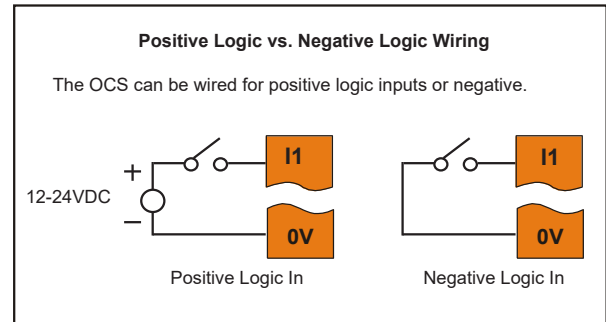 Positive Logic vs. Negative Logic Wiring
The OCS can be wired for positive logic inputs or negative.
I1
I1
+
12-24VDC
–
0V
0V
Positive Logic In
Negative Logic In